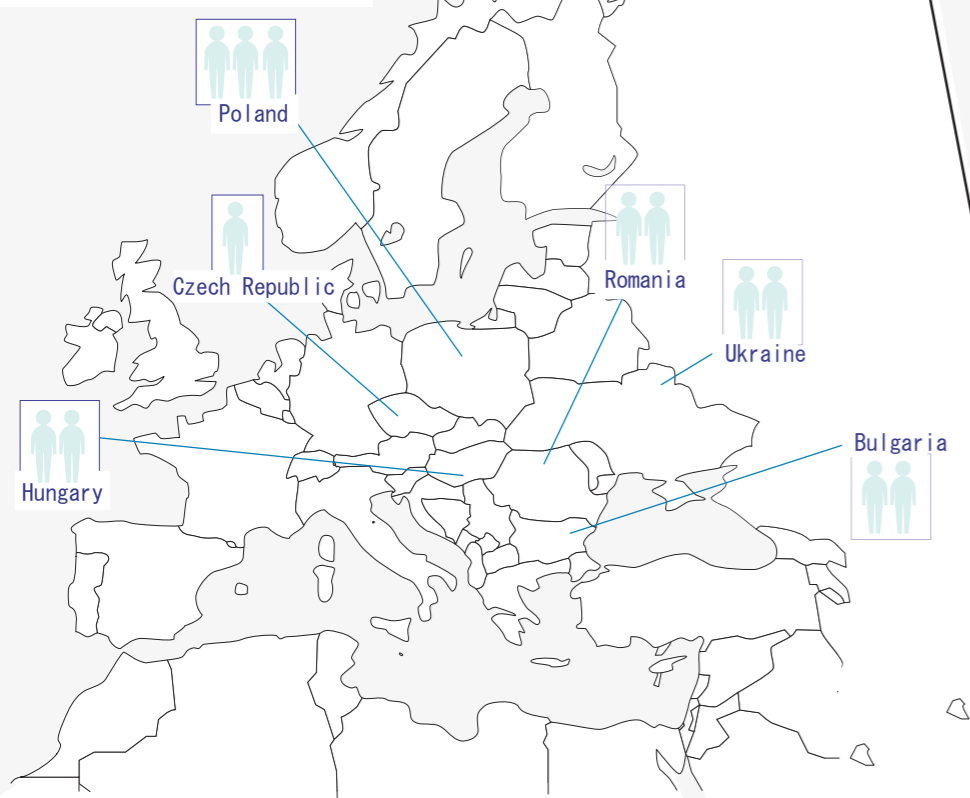 Poland
Czech Republic
Romania
Ukraine
Bulgaria
Hungary